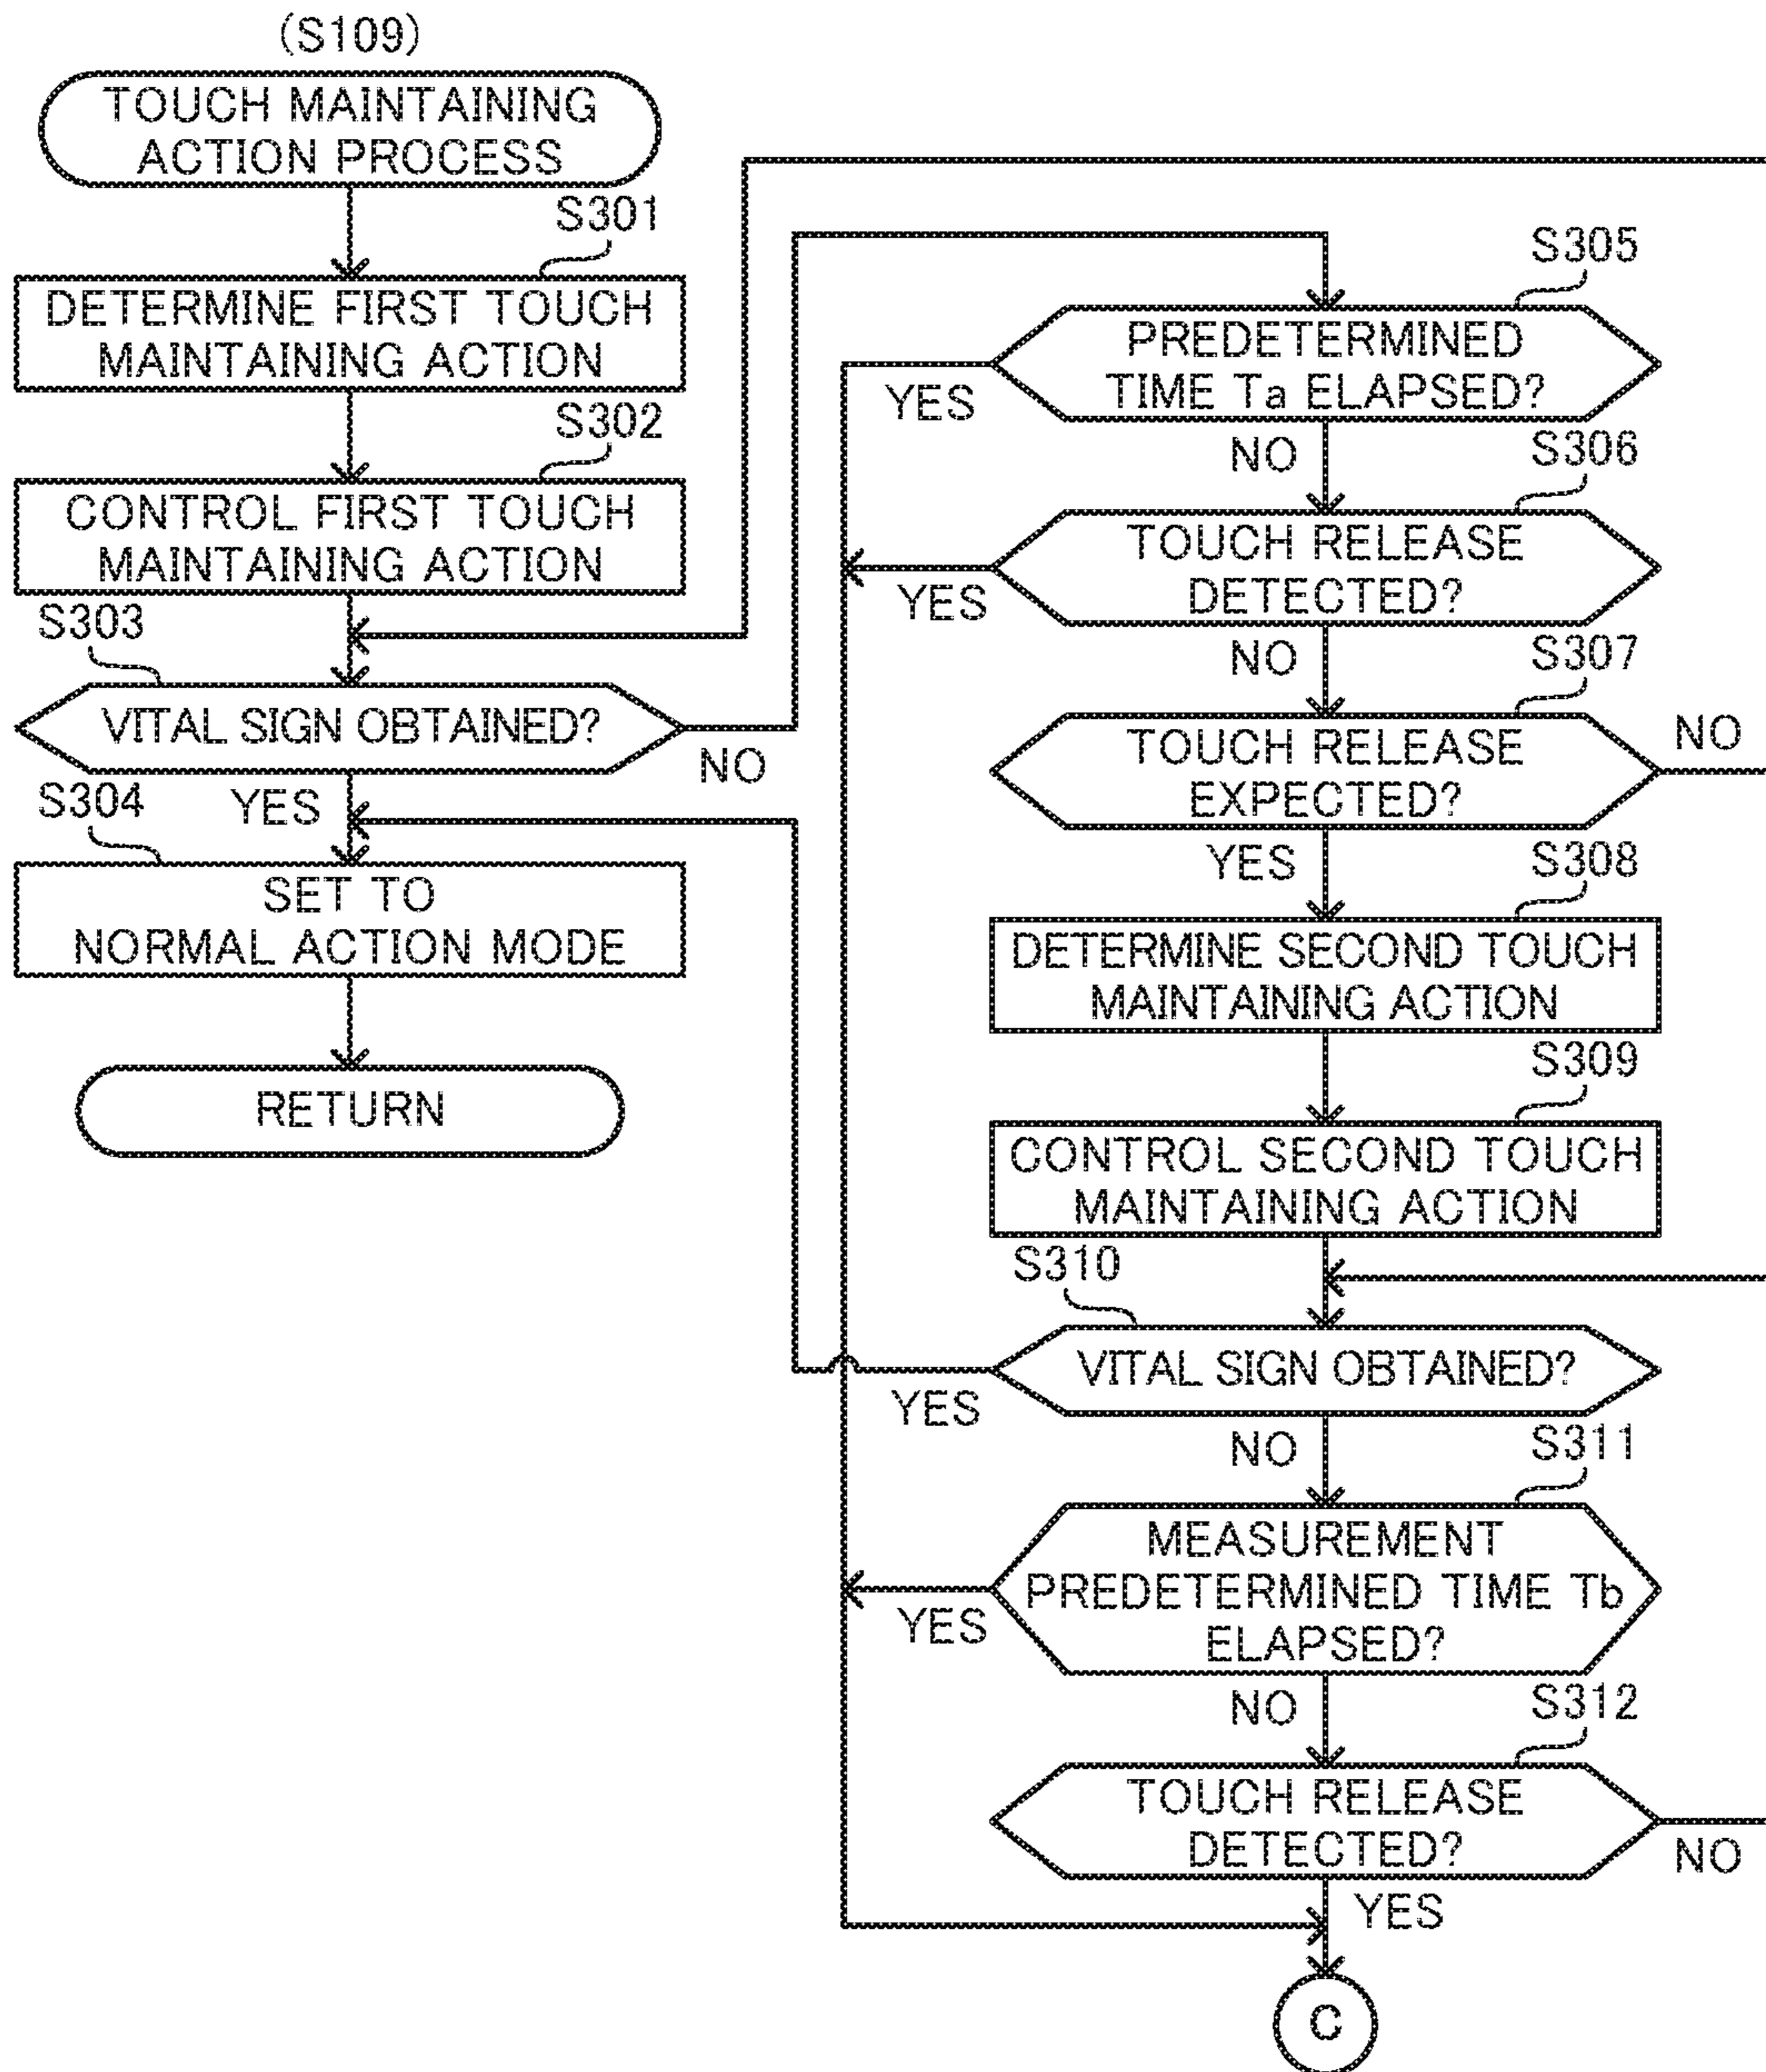 (S109)
TOUCH MAINTAINING
ACTION PROCESS
S301
DETERMINE FIRST TOUCH
MAINTAINING ACTION
S302
CONTROL FIRST TOUCH
MAINTAINING ACTION
S303
VITAL SIGN OBTAINED?
NO
S304
YES
SET TO
NORMAL ACTION MODE
RETURN
S305
PREDETERMINED
TIME Ta ELAPSED?
YES
NO
S306
TOUCH RELEASE
DETECTED?
YES
NO
S307
TOUCH RELEASE
EXPECTED?
NO
YES
S308
DETERMINE SECOND TOUCH
MAINTAINING ACTION
S309
CONTROL SECOND TOUCH
MAINTAINING ACTION
S310
VITAL SIGN OBTAINED?
YES
NO
S311
MEASUREMENT
PREDETERMINED TIME Tb
ELAPSED?
YES
NO
S312
TOUCH RELEASE
DETECTED?
NO
YES
C